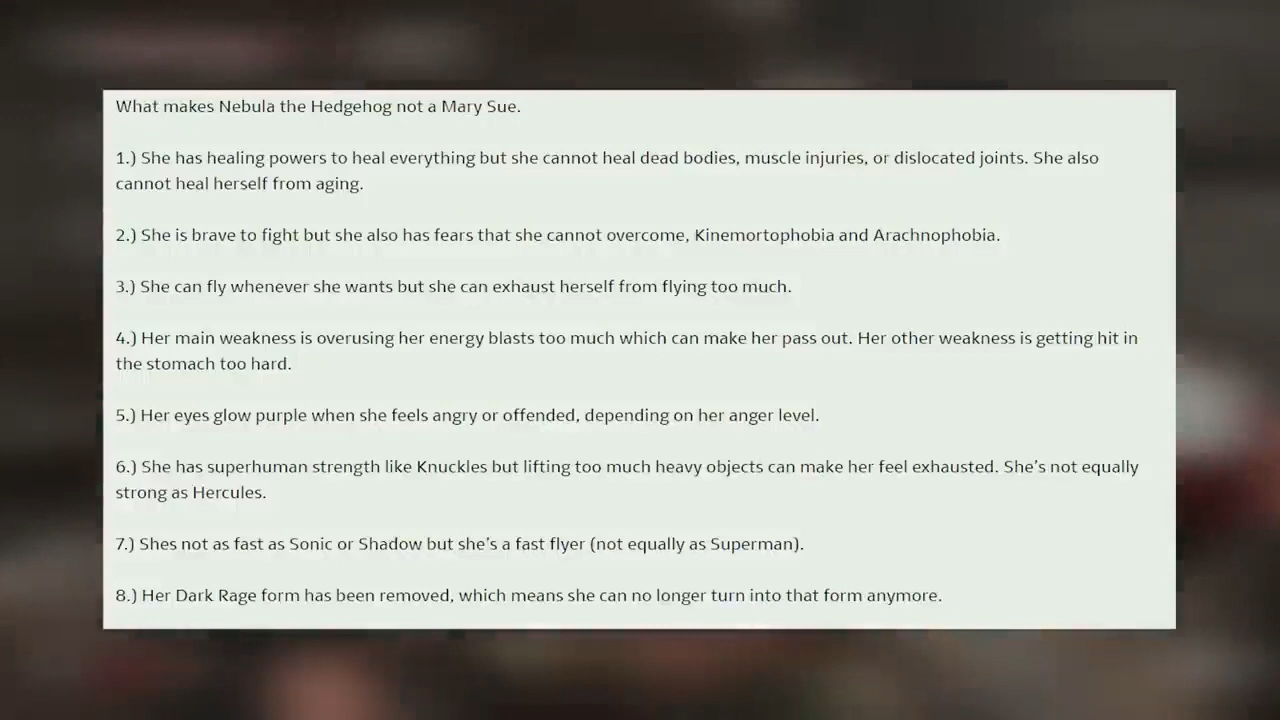 What makes Nebula the Hedgehog not a Mary Sue.
1.) She has healing powers to heal everything but she cannot heal dead bodies, muscle injuries, or dislocated joints. She also
cannot heal herself from aging.
2.) She is brave to fight but she also has fears that she cannot overcome, Kinemortophobia and Arachnophobia.
3.) She can fly whenever she wants but she can exhaust herself from flying too much.
4.) Her main weakness is overusing her energy blasts too much which can make her pass out. Her other weakness is getting hit in
the stomach too hard.
5.) Her eyes glow purple when she feels angry or offended, depending on her anger level.
6.) She has superhuman strength like Knuckles but lifting too much heavy objects can make her feel exhausted. She's not equally
strong as Hercules.
7.) Shes not as fast as Sonic or Shadow but she's a fast flyer (not equally as Superman).
8.) Her Dark Rage form has been removed, which means she can no longer turn into that form anymore.